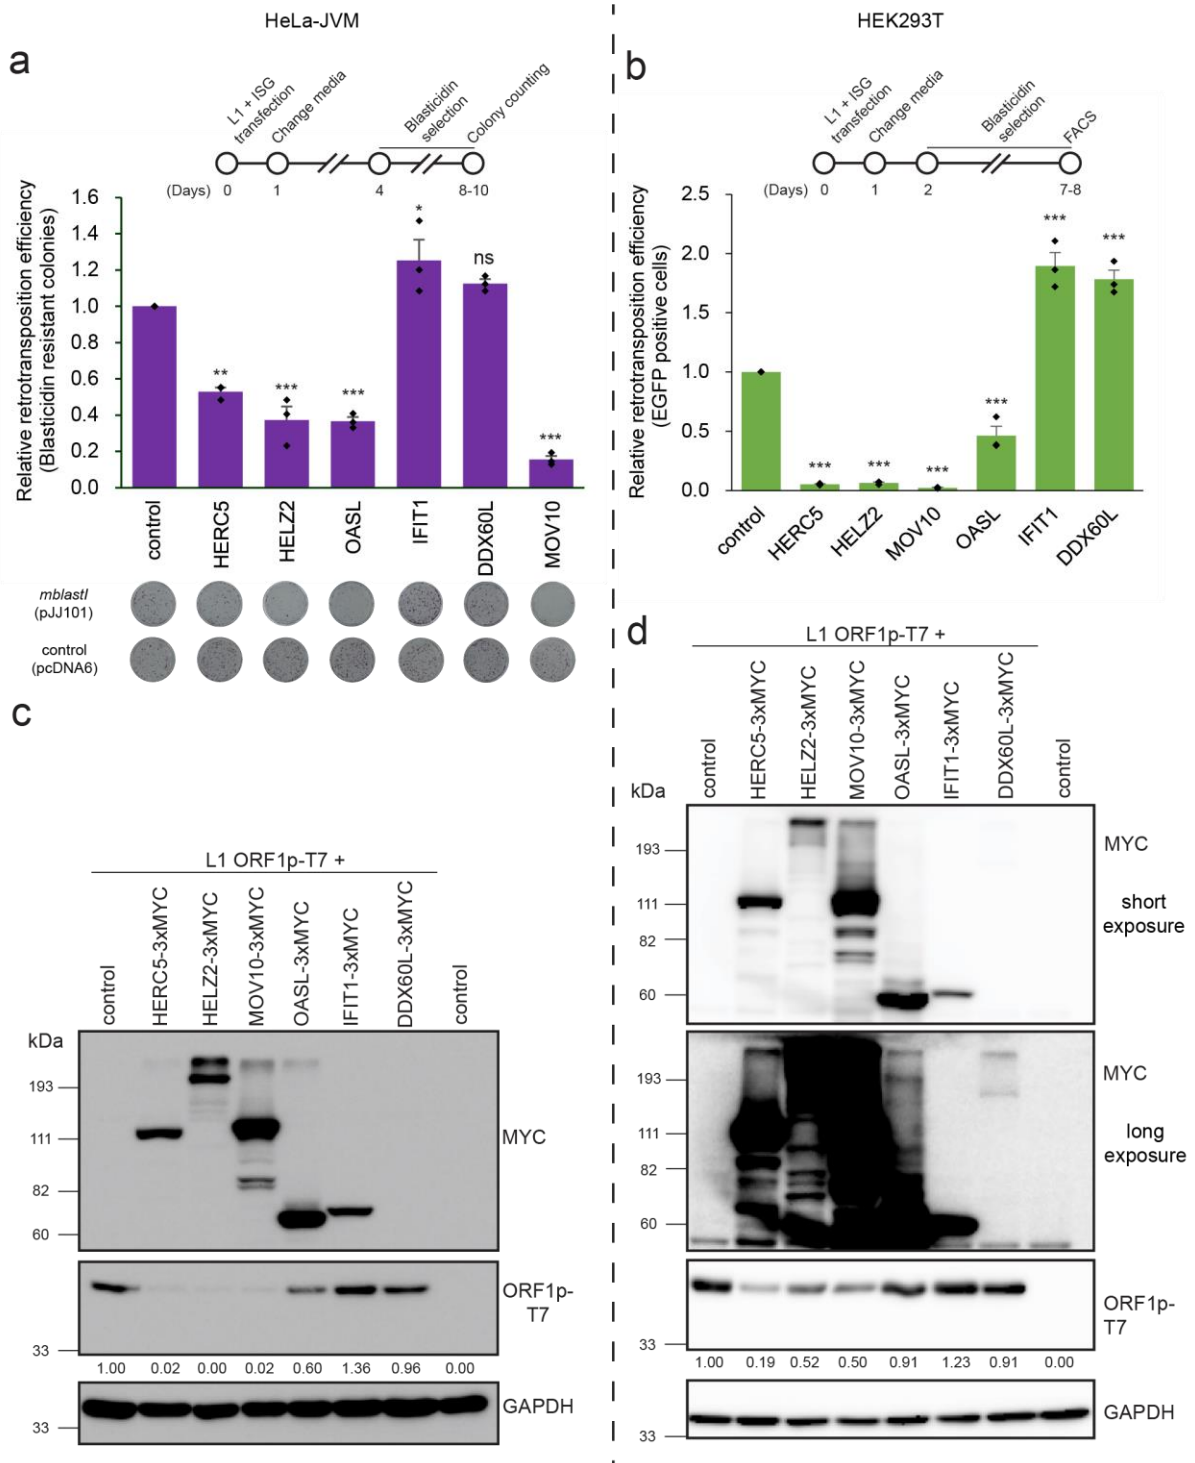 HeLa-JVM
HEK293T
a
L1 + ISG
transfection
Change media
Blasticidin
selection
Colony counting
(Days) 0 1 4 8-10
Relative retrotransposition efficiency
(Blasticidin resistant colonies)
1.6
1.4
1.2
1.0
0.8
0.6
0.4
0.2
0.0
** *** *** * ns ***
control HERC5 HELZ2 OASL IFIT1 DDX60L MOV10
mblastI
(pJJ101)
control
(pcDNA6)
b
L1 + ISG
transfection
Change media
Blasticidin
selection
FACS
(Days) 0 1 2 7-8
Relative retrotransposition efficiency
(EGFP positive cells)
2.5
2.0
1.5
1.0
0.5
0.0
*** *** *** *** *** ***
control HERC5 HELZ2 MOV10 OASL IFIT1 DDX60L
c
L1 ORF1p-T7 +
control HERC5-3xMYC HELZ2-3xMYC MOV10-3xMYC OASL-3xMYC IFIT1-3xMYC DDX60L-3xMYC control
kDa
193
111
82
60
MYC
ORF1p-
T7
33
1.00 0.02 0.00 0.02 0.60 1.36 0.96 0.00
GAPDH
33
d
L1 ORF1p-T7 +
control HERC5-3xMYC HELZ2-3xMYC MOV10-3xMYC OASL-3xMYC IFIT1-3xMYC DDX60L-3xMYC control
kDa
193
111
82
60
MYC
short
exposure
193
111
82
60
MYC
long
exposure
ORF1p-
T7
33
1.00 0.19 0.52 0.50 0.91 1.23 0.91 0.00
GAPDH
33